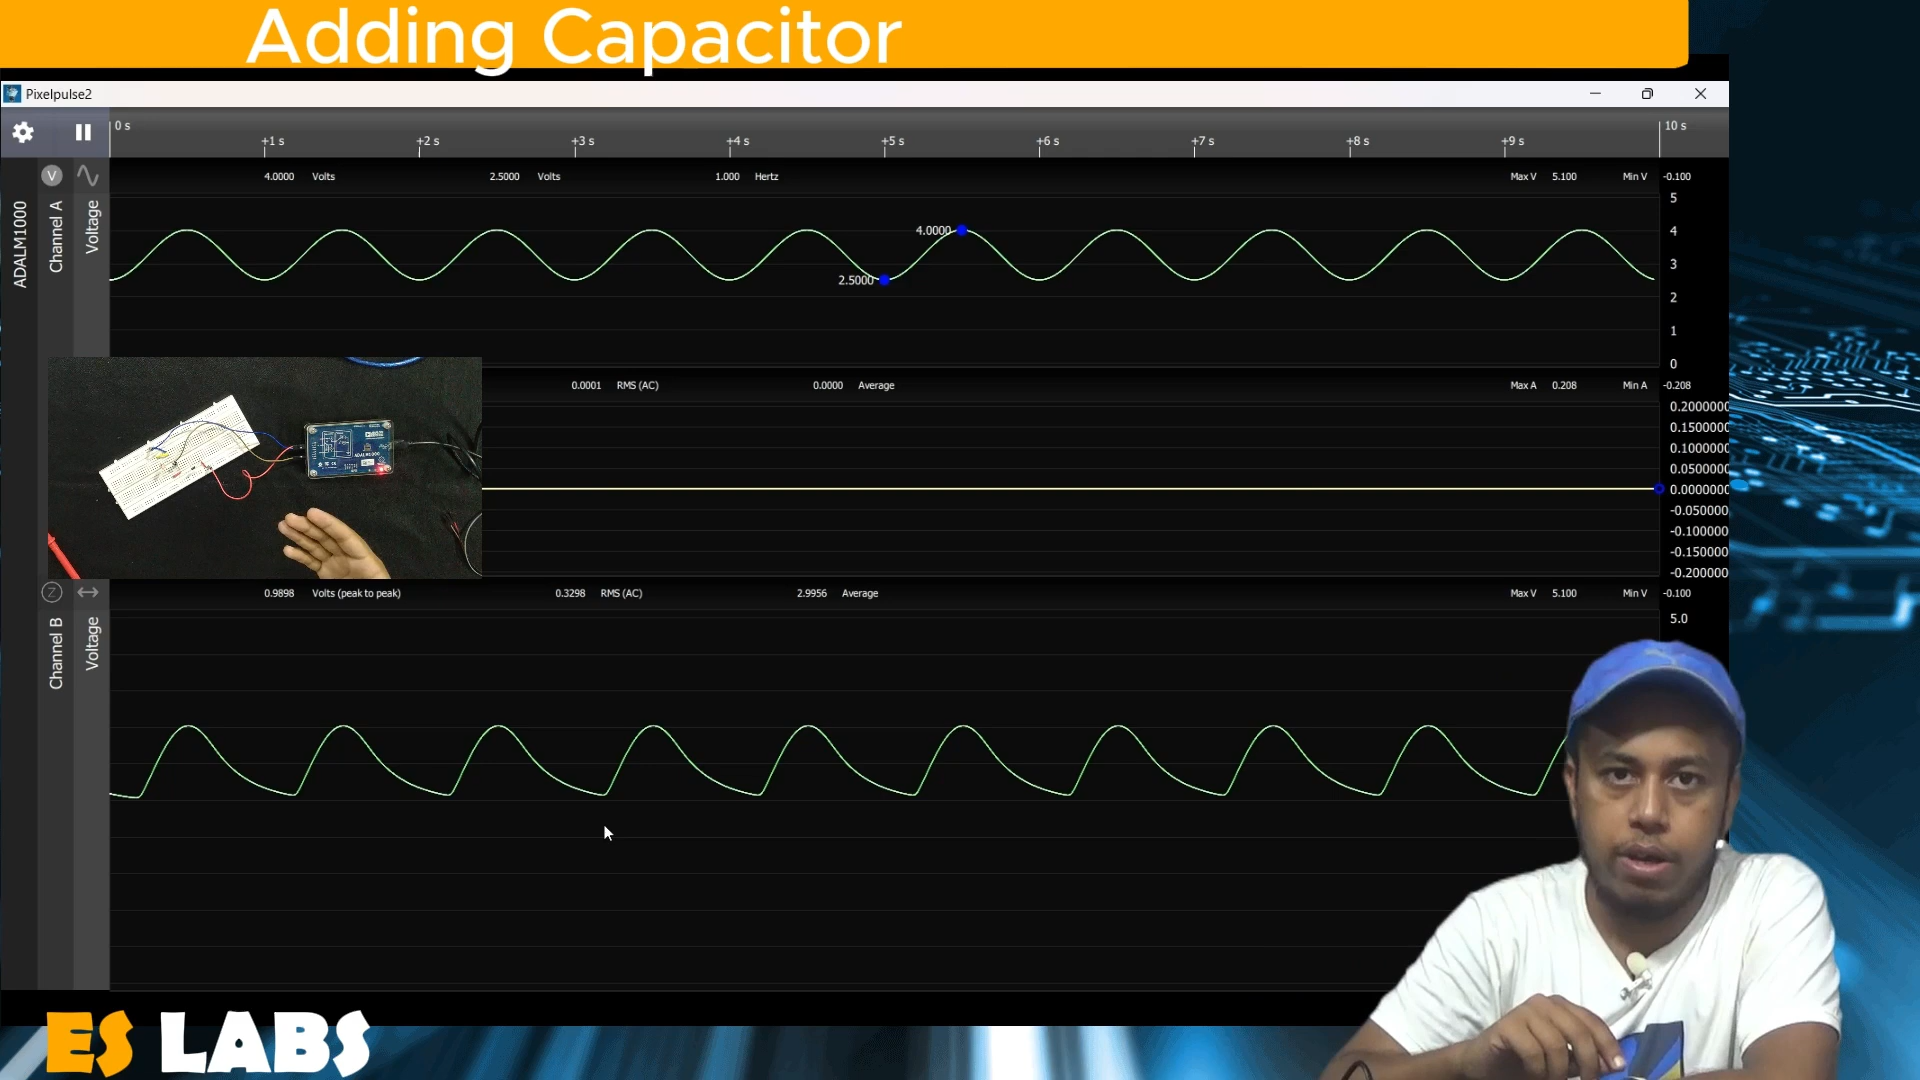 Adding Capacitor
Pixelpulse2
0 s +1 s +2 s +3 s +4 s +5 s +6 s +7 s +8 s +9 s 10 s
V
4.0000 Volts 2.5000 Volts 1.000 Hertz Max V 5.100 Min V -0.100
ADALM1000
Channel A
Voltage
5
4.0000
4
3
2.5000
2
1
0
0.0001 RMS (AC) 0.0000 Average Max A 0.208 Min A -0.208
0.2000000
0.1500000
0.1000000
0.0500000
0.0000000
-0.050000
-0.100000
-0.150000
-0.200000
ADALM1000
Z
0.9898 Volts (peak to peak) 0.3298 RMS (AC) 2.9956 Average Max V 5.100 Min V -0.100
Channel B
Voltage
5.0
ES LABS